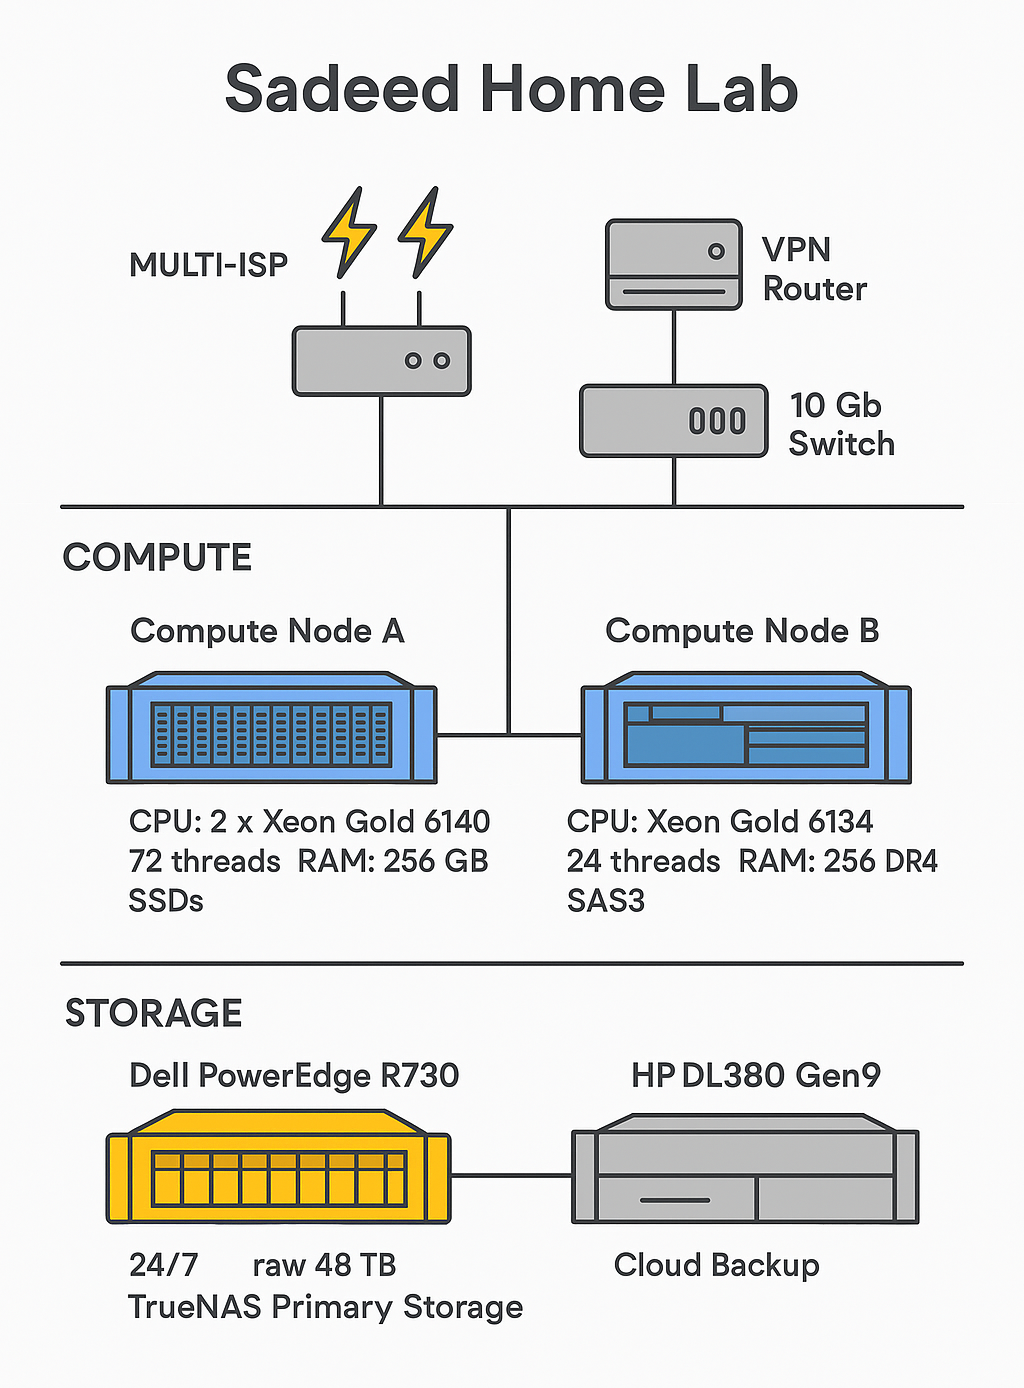 Sadeed Home Lab
MULTI-ISP
VPN
Router
10 Gb
Switch
COMPUTE
Compute Node A
CPU: 2 x Xeon Gold 6140
72 threads RAM: 256 GB
SSDs
Compute Node B
CPU: Xeon Gold 6134
24 threads RAM: 256 DR4
SAS3
STORAGE
Dell PowerEdge R730
24/7 raw 48 TB
TrueNAS Primary Storage
HP DL380 Gen9
Cloud Backup